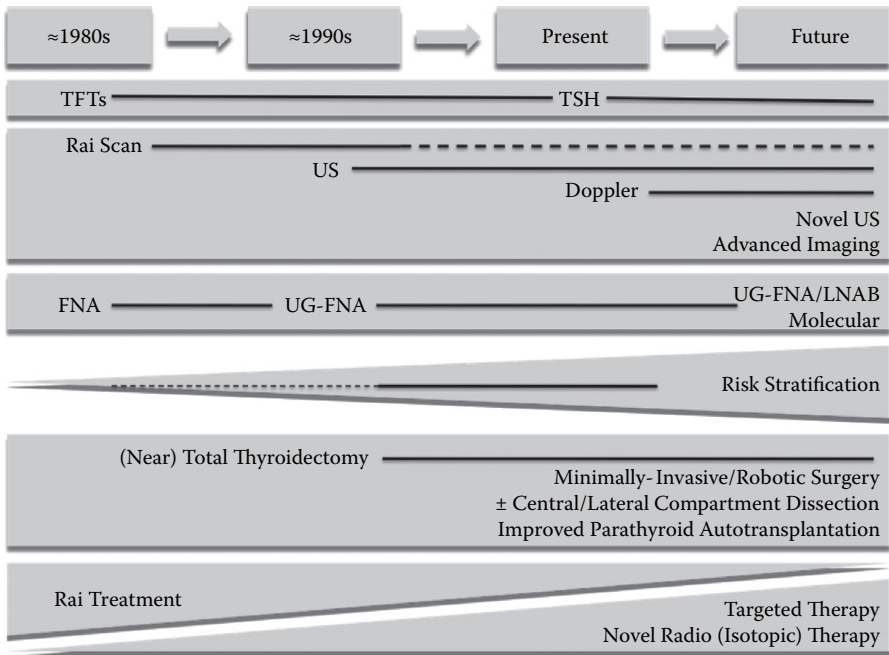 ≈1980s
≈1990s
Present
Future
TFTs
TSH
Rai Scan
US
Doppler
Novel US
Advanced Imaging
FNA
UG-FNA
UG-FNA/LNAB
Molecular
Risk Stratification
(Near) Total Thyroidectomy
Minimally-Invasive/Robotic Surgery
± Central/Lateral Compartment Dissection
Improved Parathyroid Autotransplantation
Rai Treatment
Targeted Therapy
Novel Radio (Isotopic) Therapy